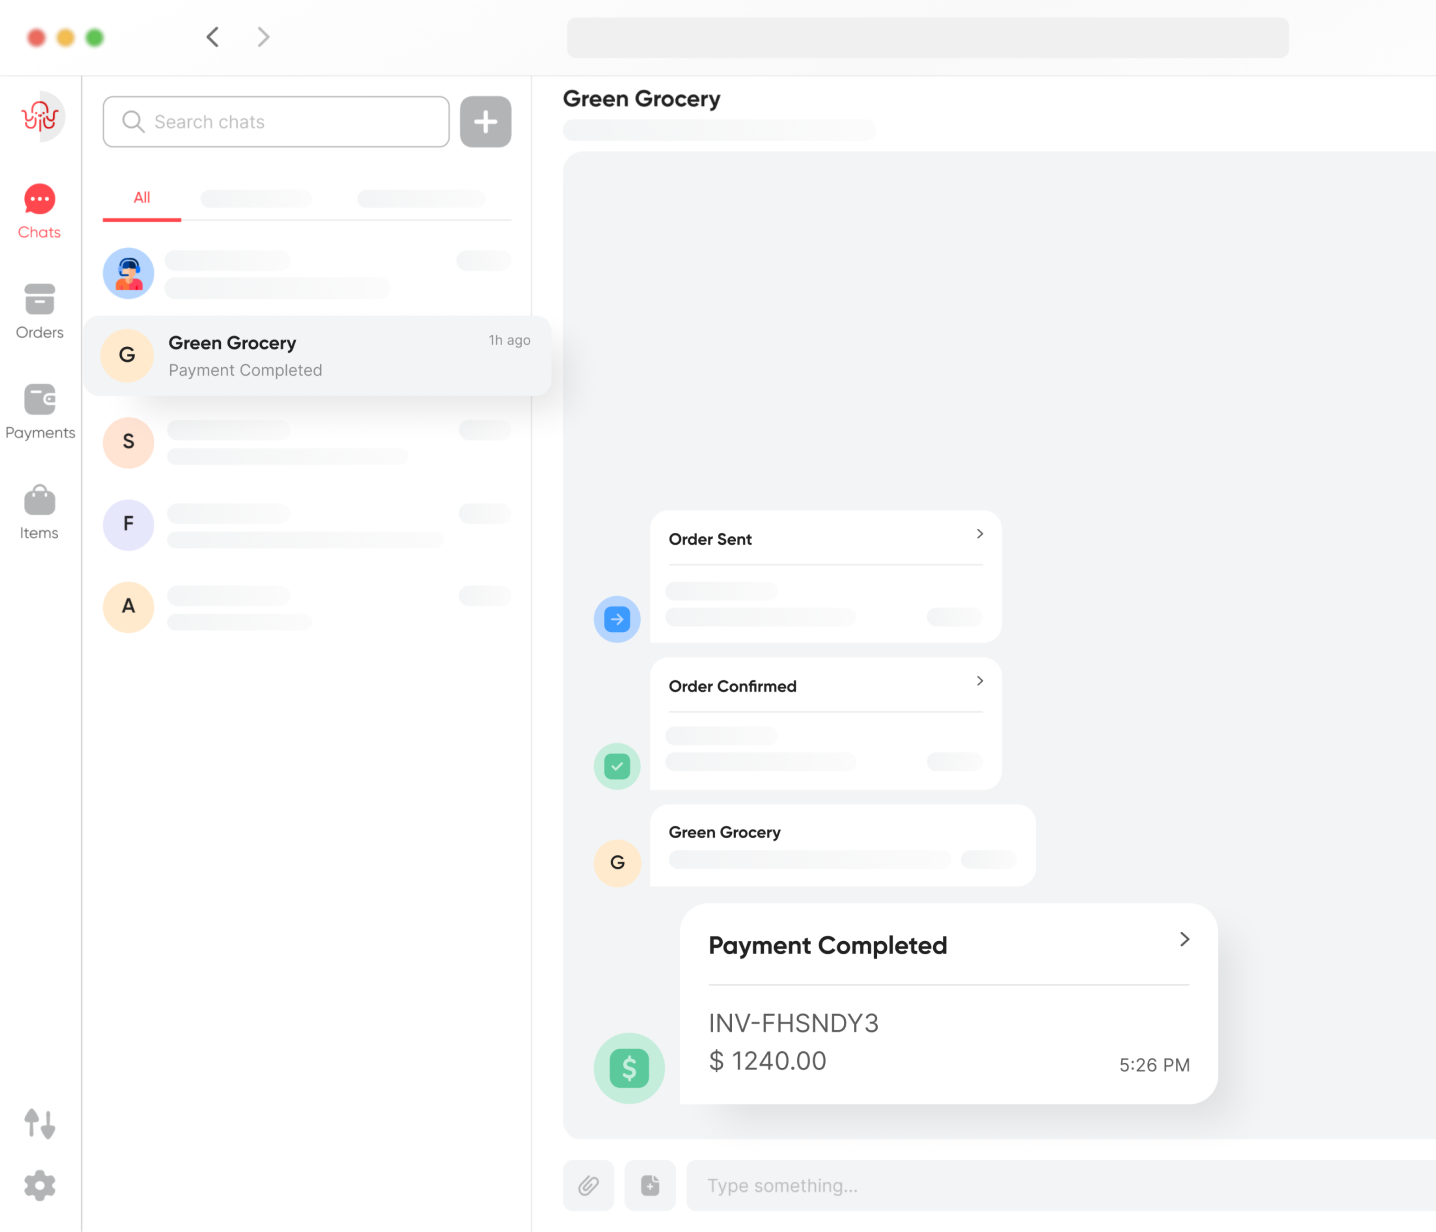 Search chats
All
Chats
Orders
Payments
Items
G
Green Grocery
1h ago
Payment Completed
S
F
A
Green Grocery
Order Sent
Order Confirmed
Green Grocery
G
Payment Completed
INV-FHSNDY3
$ 1240.00
5:26 PM
$
Type something...